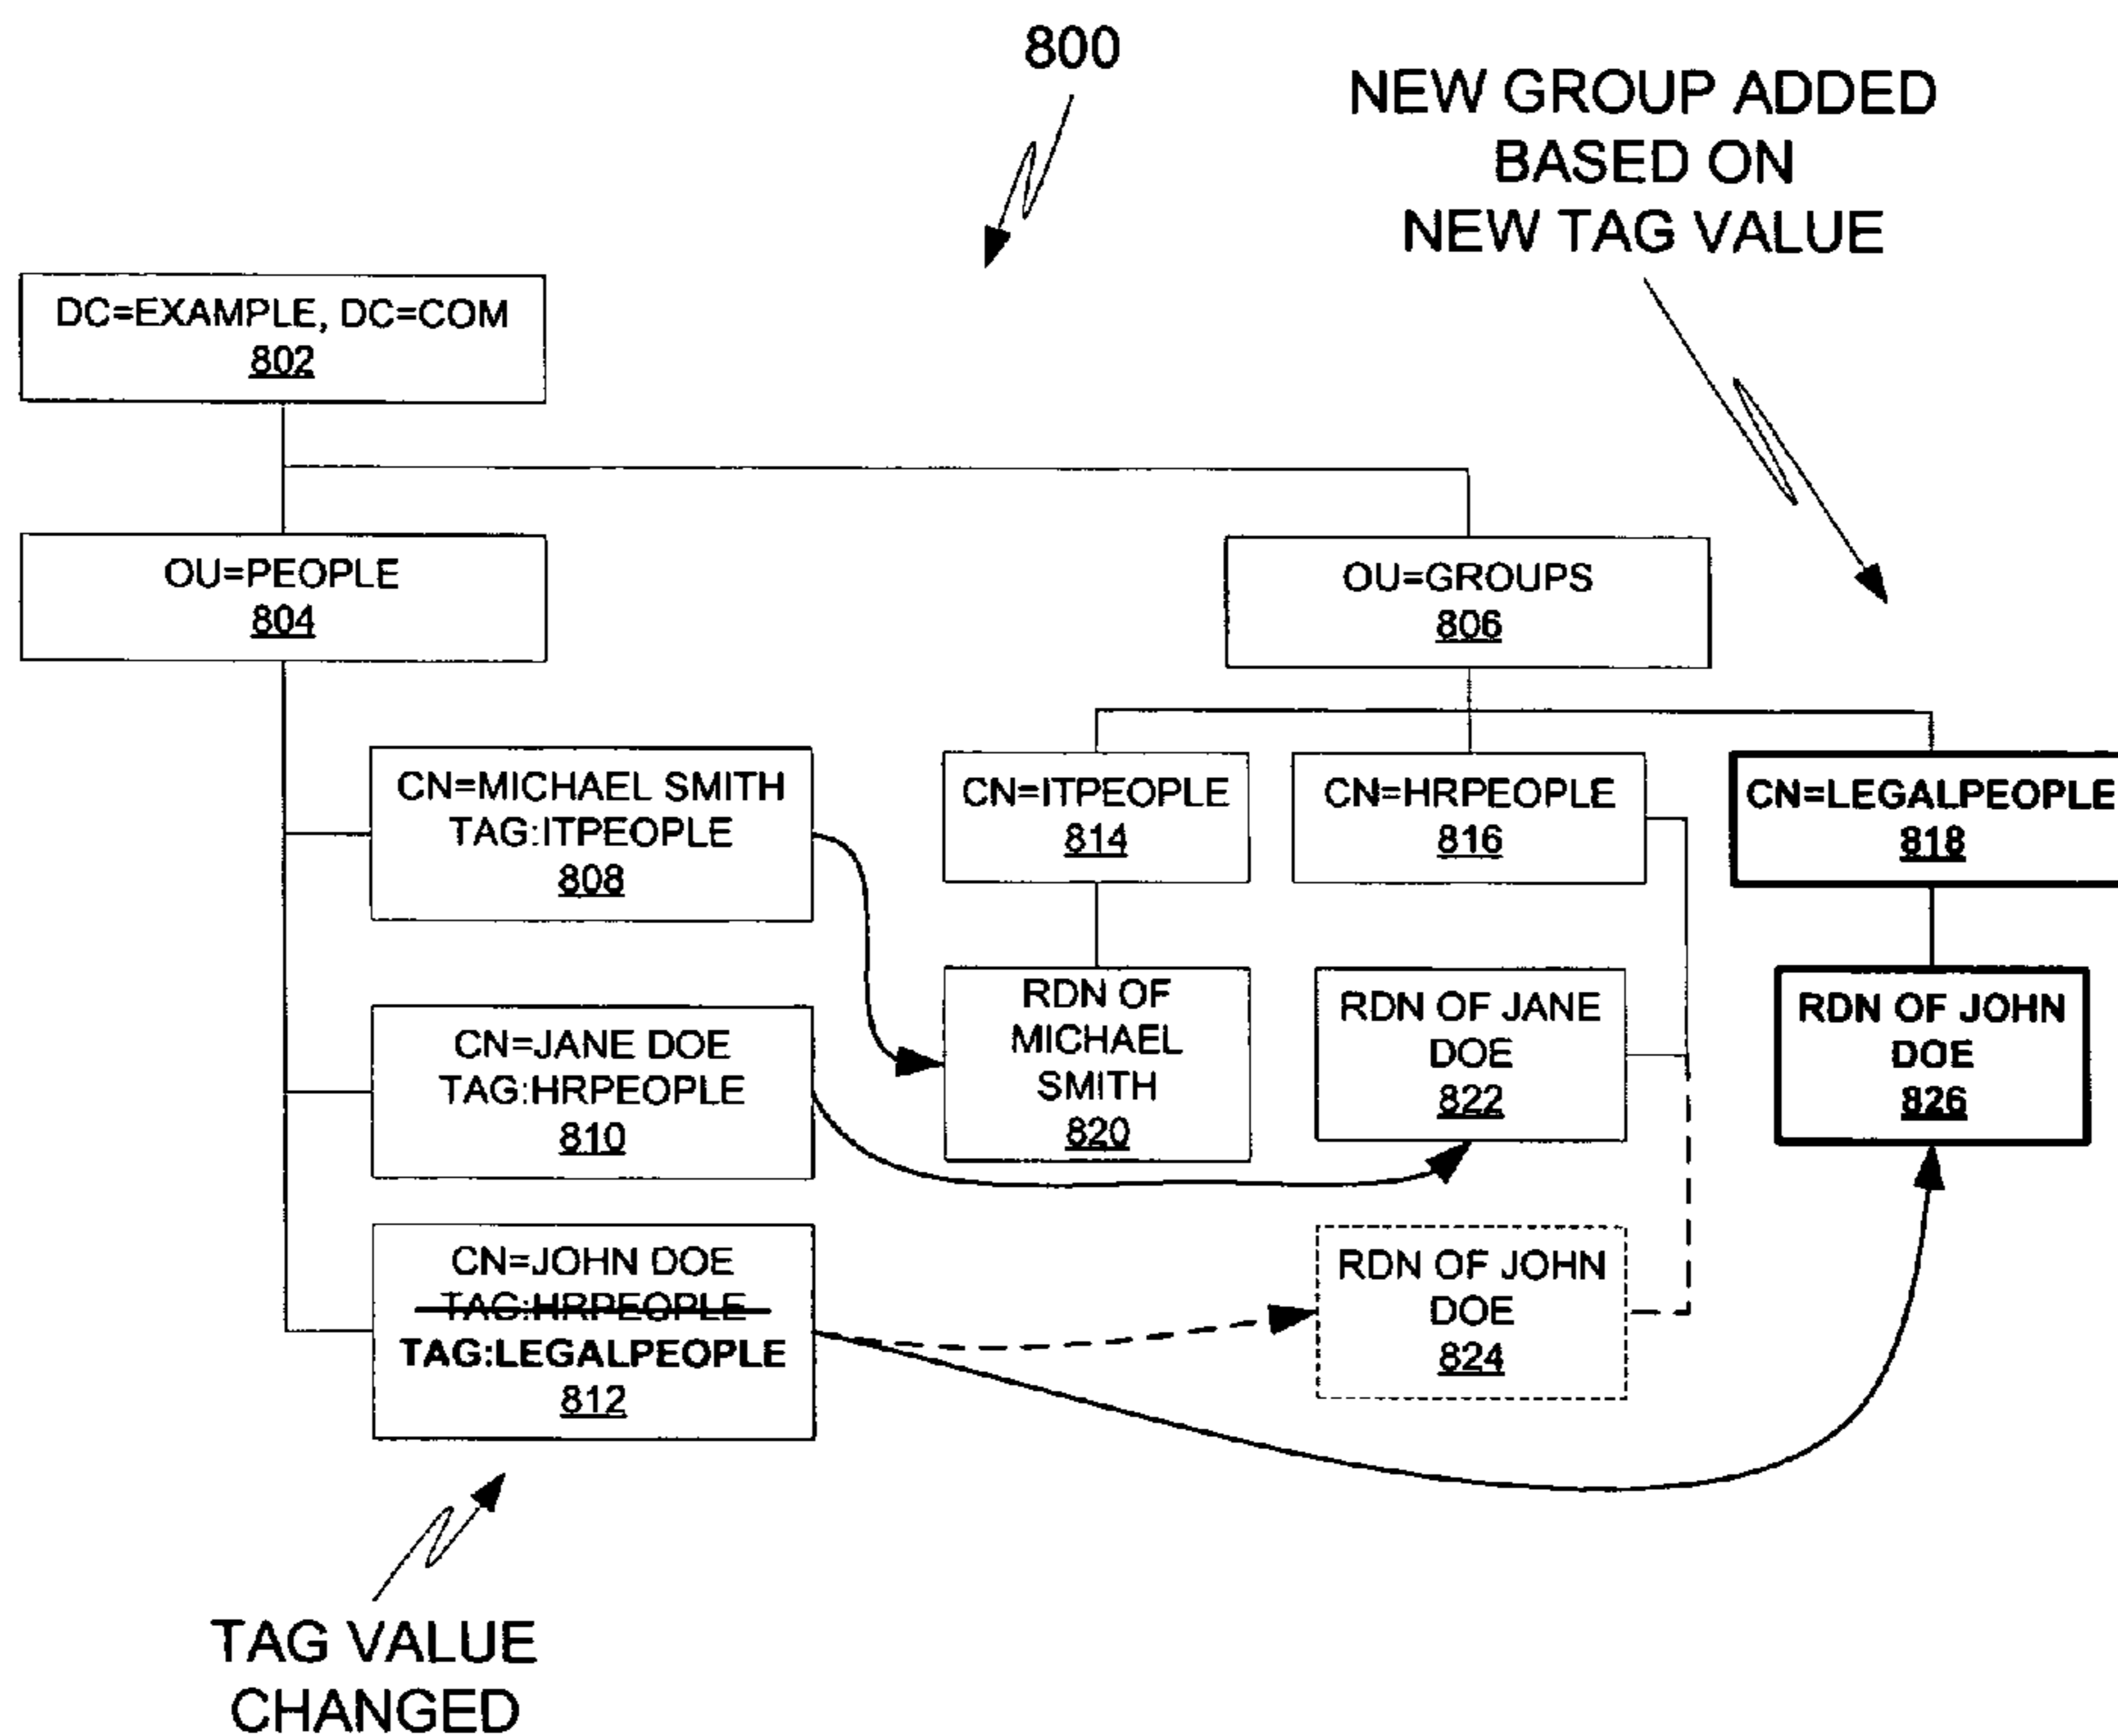 800
NEW GROUP ADDED
BASED ON
NEW TAG VALUE
DC=EXAMPLE, DC=COM
802
OU=PEOPLE
804
OU=GROUPS
806
CN=MICHAEL SMITH
TAG:ITPEOPLE
808
CN=ITPEOPLE
814
CN=HRPEOPLE
816
CN=LEGALPEOPLE
818
CN=JANE DOE
TAG:HRPEOPLE
810
RDN OF
MICHAEL
SMITH
820
RDN OF JANE
DOE
822
RDN OF JOHN
DOE
826
CN=JOHN DOE
TAG:HRPEOPLE
TAG:LEGALPEOPLE
812
RDN OF JOHN
DOE
824
TAG VALUE
CHANGED